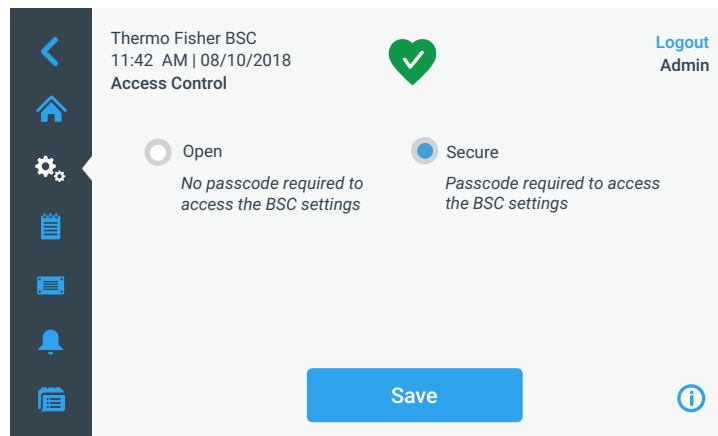 Thermo Fisher BSC
11:42 AM | 08/10/2018
Access Control
Logout
Admin
Open
No passcode required to
access the BSC settings
Secure
Passcode required to access
the BSC settings
Save